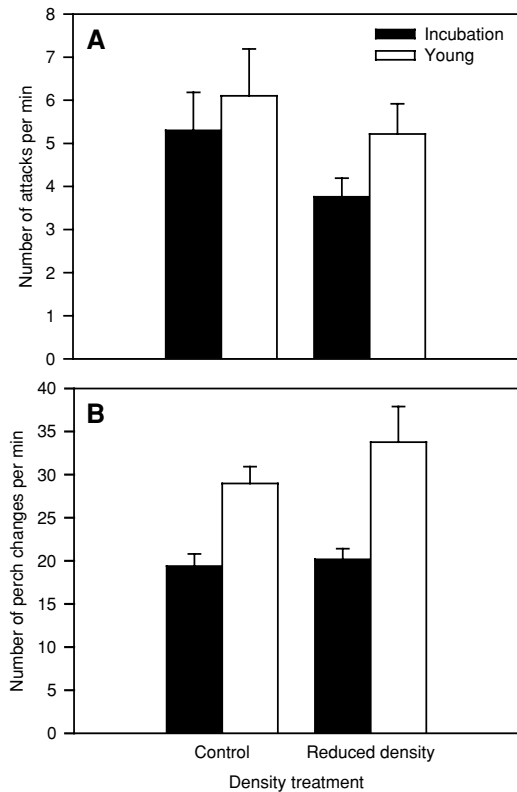 A
Incubation
Young
Number of attacks per min
8
7
6
5
4
3
2
1
0
B
Number of perch changes per min
40
35
30
25
20
15
10
5
0
Control Reduced density
Density treatment